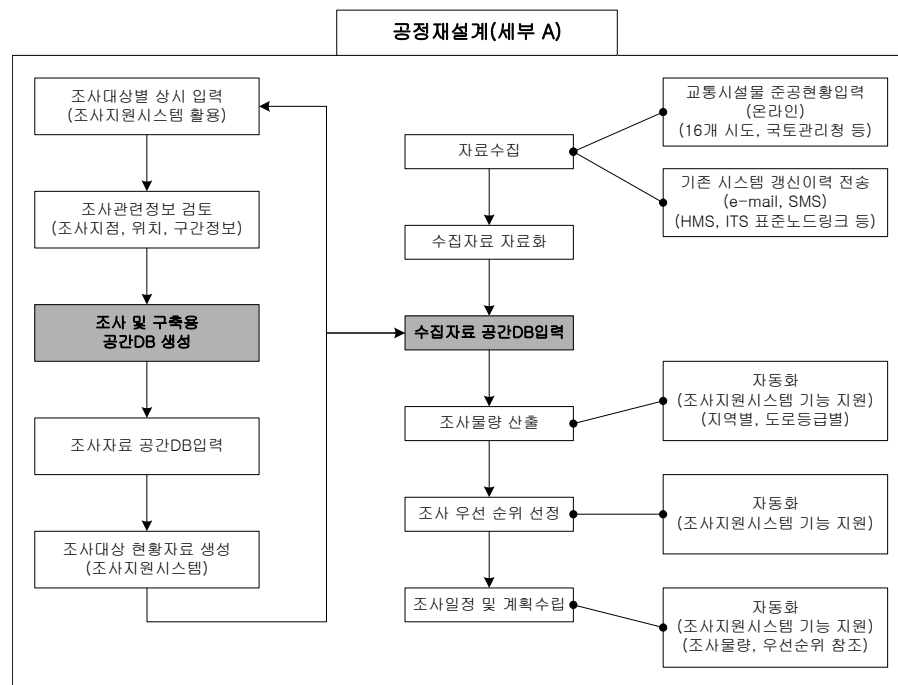 공정재설계(세부 A)
조사대상별 상시 입력
(조사지원시스템 활용)
조사관련정보 검토
(조사지점, 위치, 구간정보)
조사 및 구축용
공간DB 생성
조사자료 공간DB입력
조사대상 현황자료 생성
(조사지원시스템)
자료수집
수집자료 자료화
수집자료 공간DB입력
조사물량 산출
조사 우선 순위 선정
조사일정 및 계획수립
교통시설물 준공현황입력
(온라인)
(16개 시도, 국토관리청 등)
기존 시스템 갱신이력 전송
(e-mail, SMS)
(HMS, ITS 표준노드링크 등)
자동화
(조사지원시스템 기능 지원)
(지역별, 도로등급별)
자동화
(조사지원시스템 기능 지원)
자동화
(조사지원시스템 기능 지원)
(조사물량, 우선순위 참조)